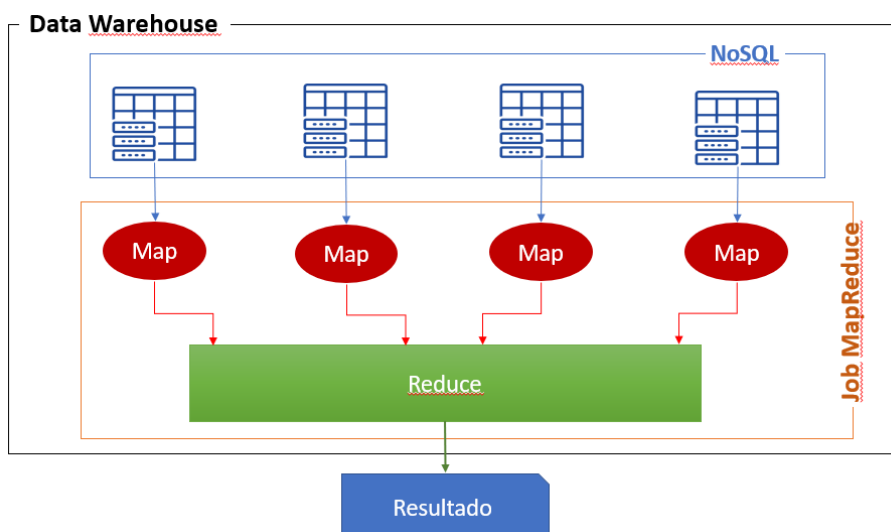 Data Warehouse
NoSQL
Map
Map
Map
Map
Job MapReduce
Reduce
Resultado